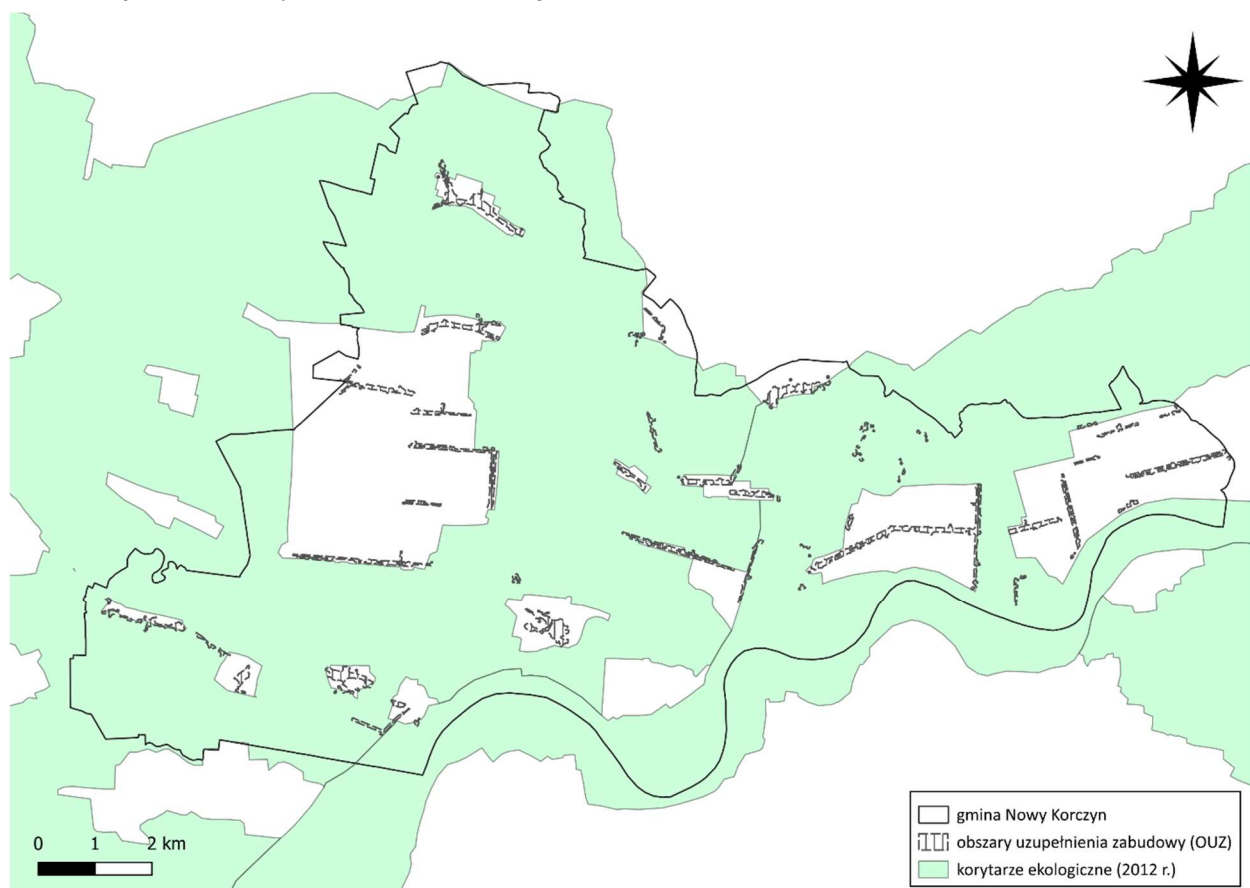 0 1 2 km
gmina Nowy Korczyn
obszary uzupełnienia zabudowy (OUZ)
korytarze ekologiczne (2012 r.)